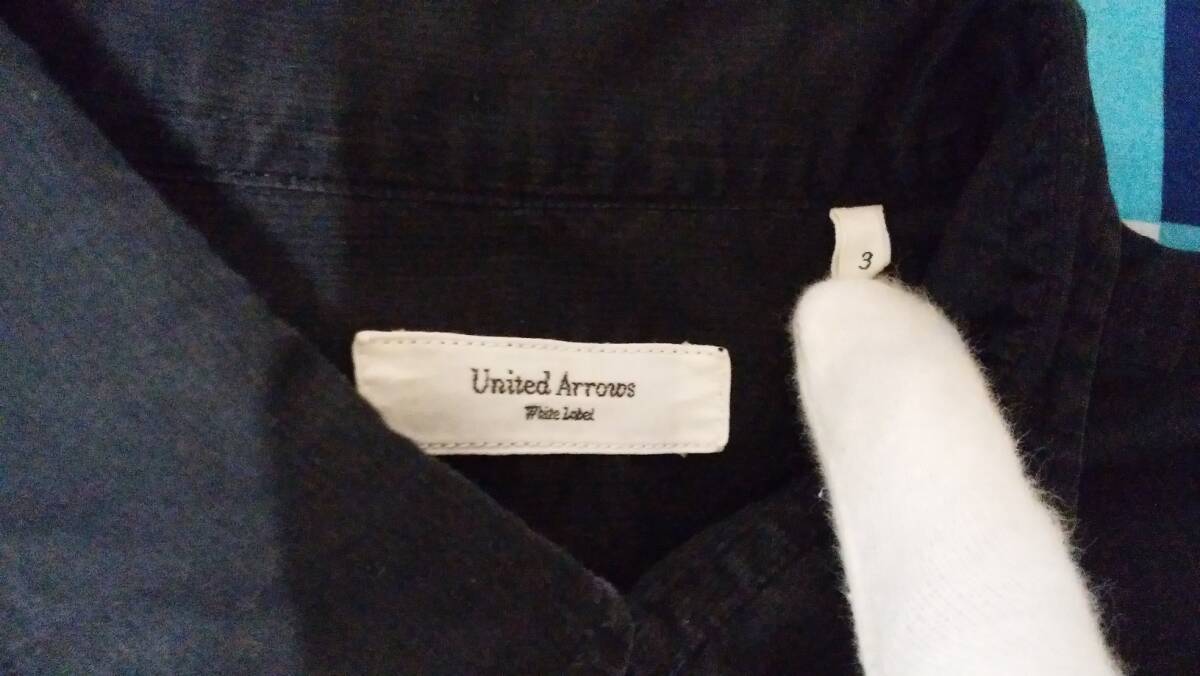 3
United Arrows
White Label